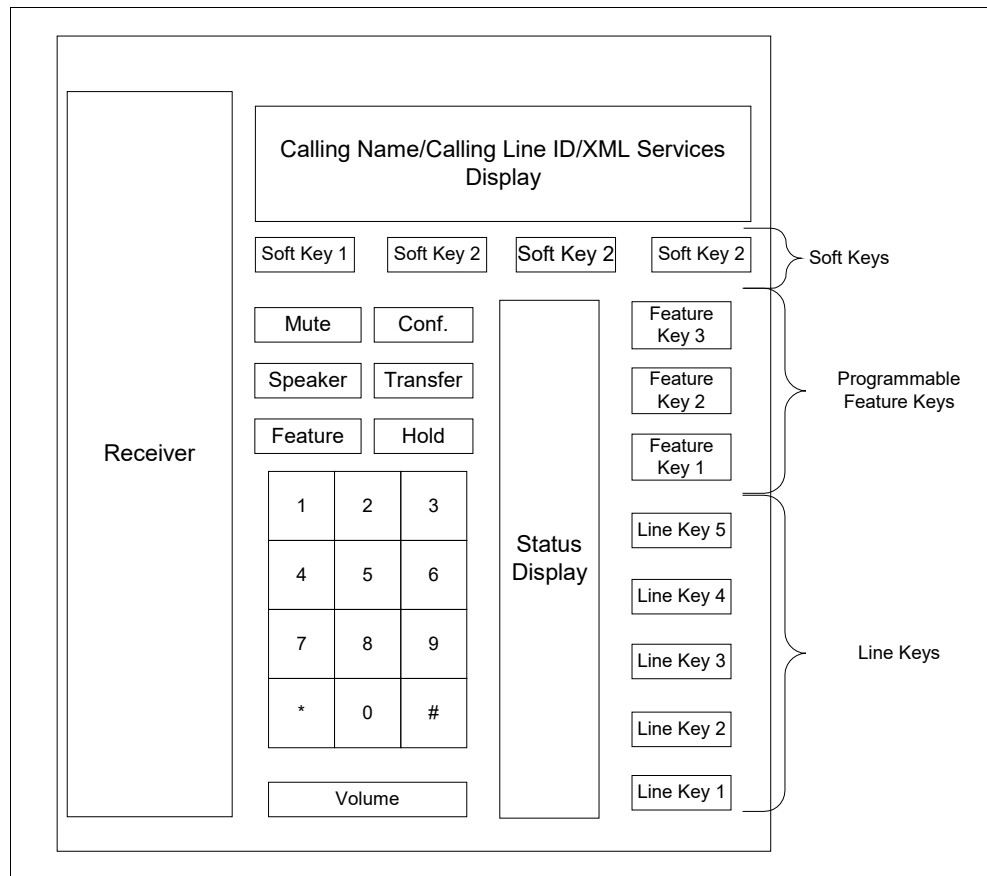 Calling Name/Calling Line ID/XML Services
Display
Soft Key 1
Soft Key 2
Soft Key 2
Soft Key 2
Soft Keys
Receiver
Mute
Conf.
Speaker
Transfer
Feature
Hold
1
2
3
4
5
6
7
8
9
*
0
#
Volume
Status
Display
Feature
Key 3
Feature
Key 2
Feature
Key 1
Programmable
Feature Keys
Line Key 5
Line Key 4
Line Key 3
Line Key 2
Line Key 1
Line Keys